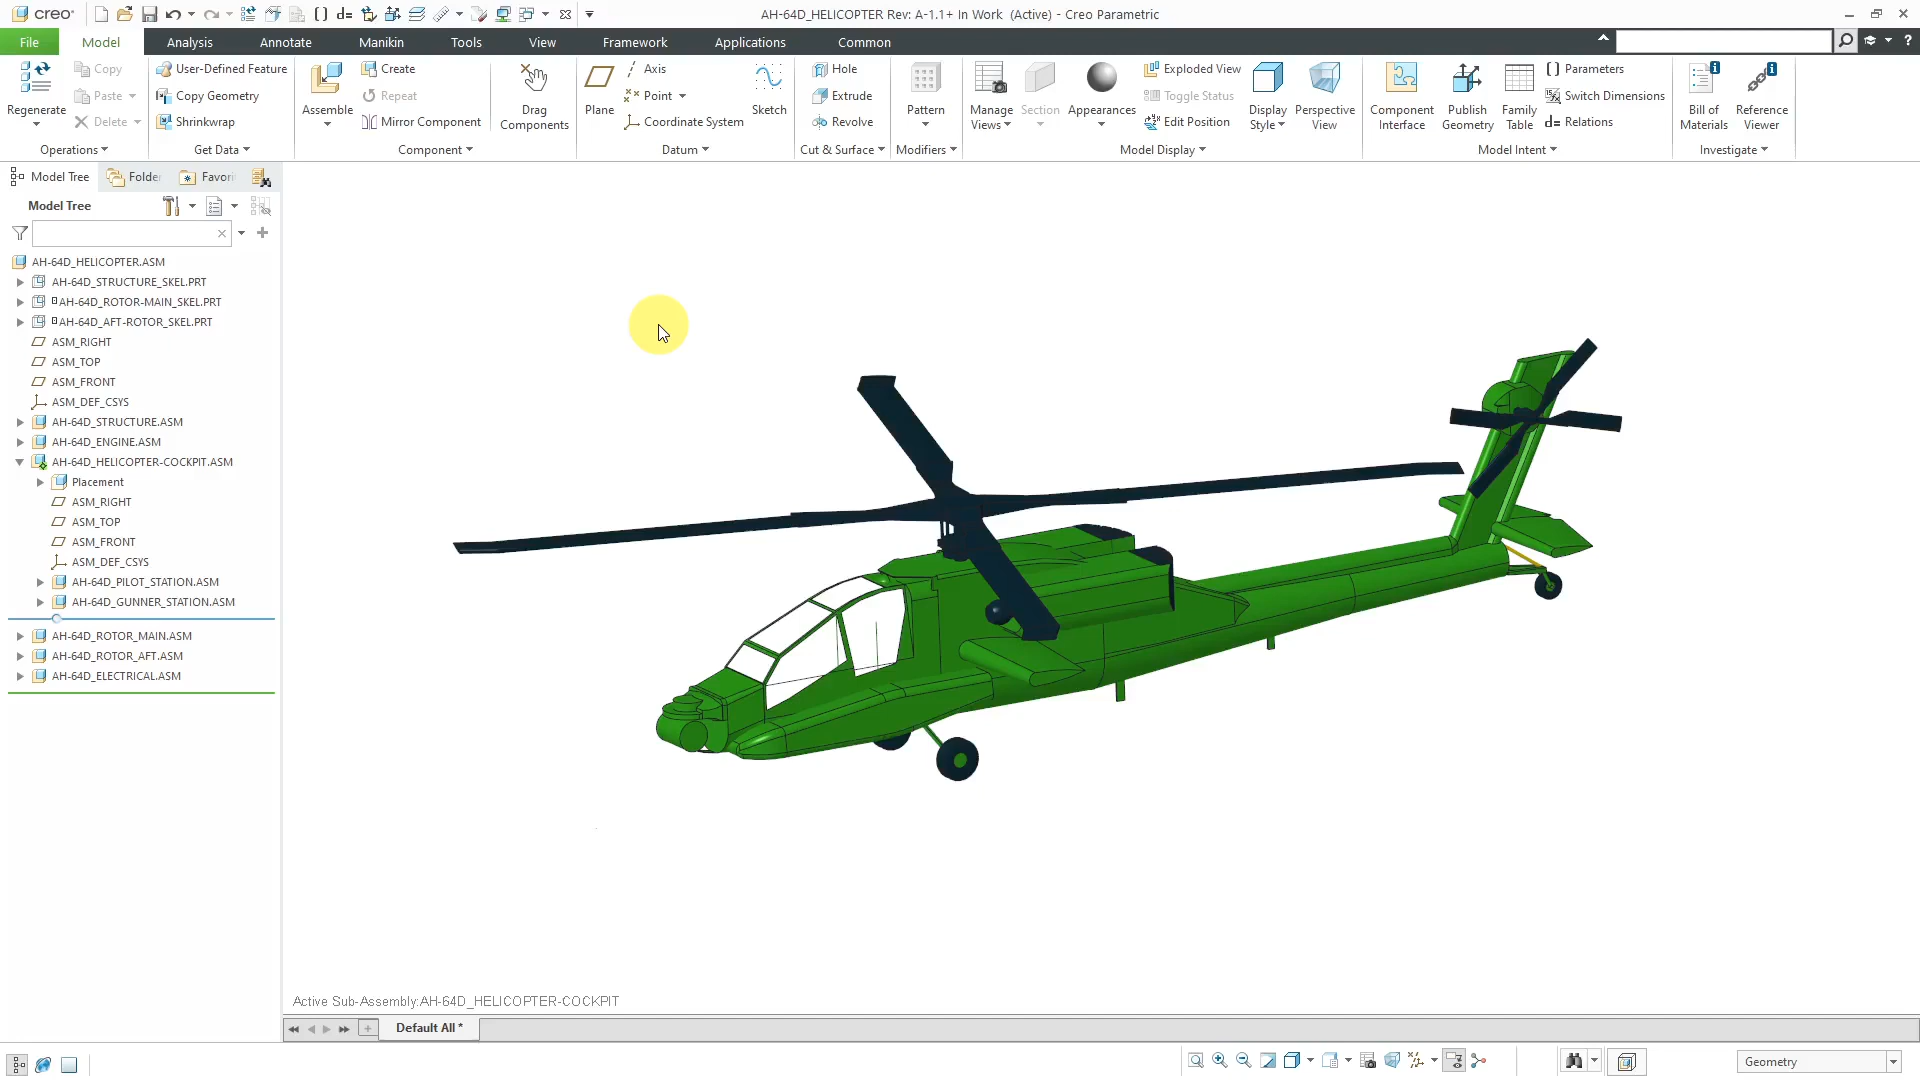 creo
AH-64D_HELICOPTER Rev: A-1.1+ In Work (Active) - Creo Parametric
File Model Analysis Annotate Manikin Tools View Framework Applications Common
Regenerate
Copy
Paste
Delete
Operations
User-Defined Feature
Copy Geometry
Shrinkwrap
Get Data
Assemble
Create
Repeat
Mirror Component
Drag
Components
Component
Plane
Axis
Point
Coordinate System
Sketch
Datum
Hole
Extrude
Revolve
Cut & Surface
Pattern
Modifiers
Manage
Views
Section
Appearances
Exploded View
Toggle Status
Edit Position
Display
Style
Perspective
View
Model Display
Component
Interface
Publish
Geometry
Family
Table
Parameters
Switch Dimensions
Relations
Model Intent
Bill of
Materials
Reference
Viewer
Investigate
Model Tree Folder Favori
Model Tree
AH-64D_HELICOPTER.ASM
AH-64D_STRUCTURE_SKEL.PRT
AH-64D_ROTOR-MAIN_SKEL.PRT
AH-64D_AFT-ROTOR_SKEL.PRT
ASM_RIGHT
ASM_TOP
ASM_FRONT
ASM_DEF_CSYS
AH-64D_STRUCTURE.ASM
AH-64D_ENGINE.ASM
AH-64D_HELICOPTER-COCKPIT.ASM
Placement
ASM_RIGHT
ASM_TOP
ASM_FRONT
ASM_DEF_CSYS
AH-64D_PILOT_STATION.ASM
AH-64D_GUNNER_STATION.ASM
AH-64D_ROTOR_MAIN.ASM
AH-64D_ROTOR_AFT.ASM
AH-64D_ELECTRICAL.ASM
Active Sub-Assembly:AH-64D_HELICOPTER-COCKPIT
Default All *
Geometry